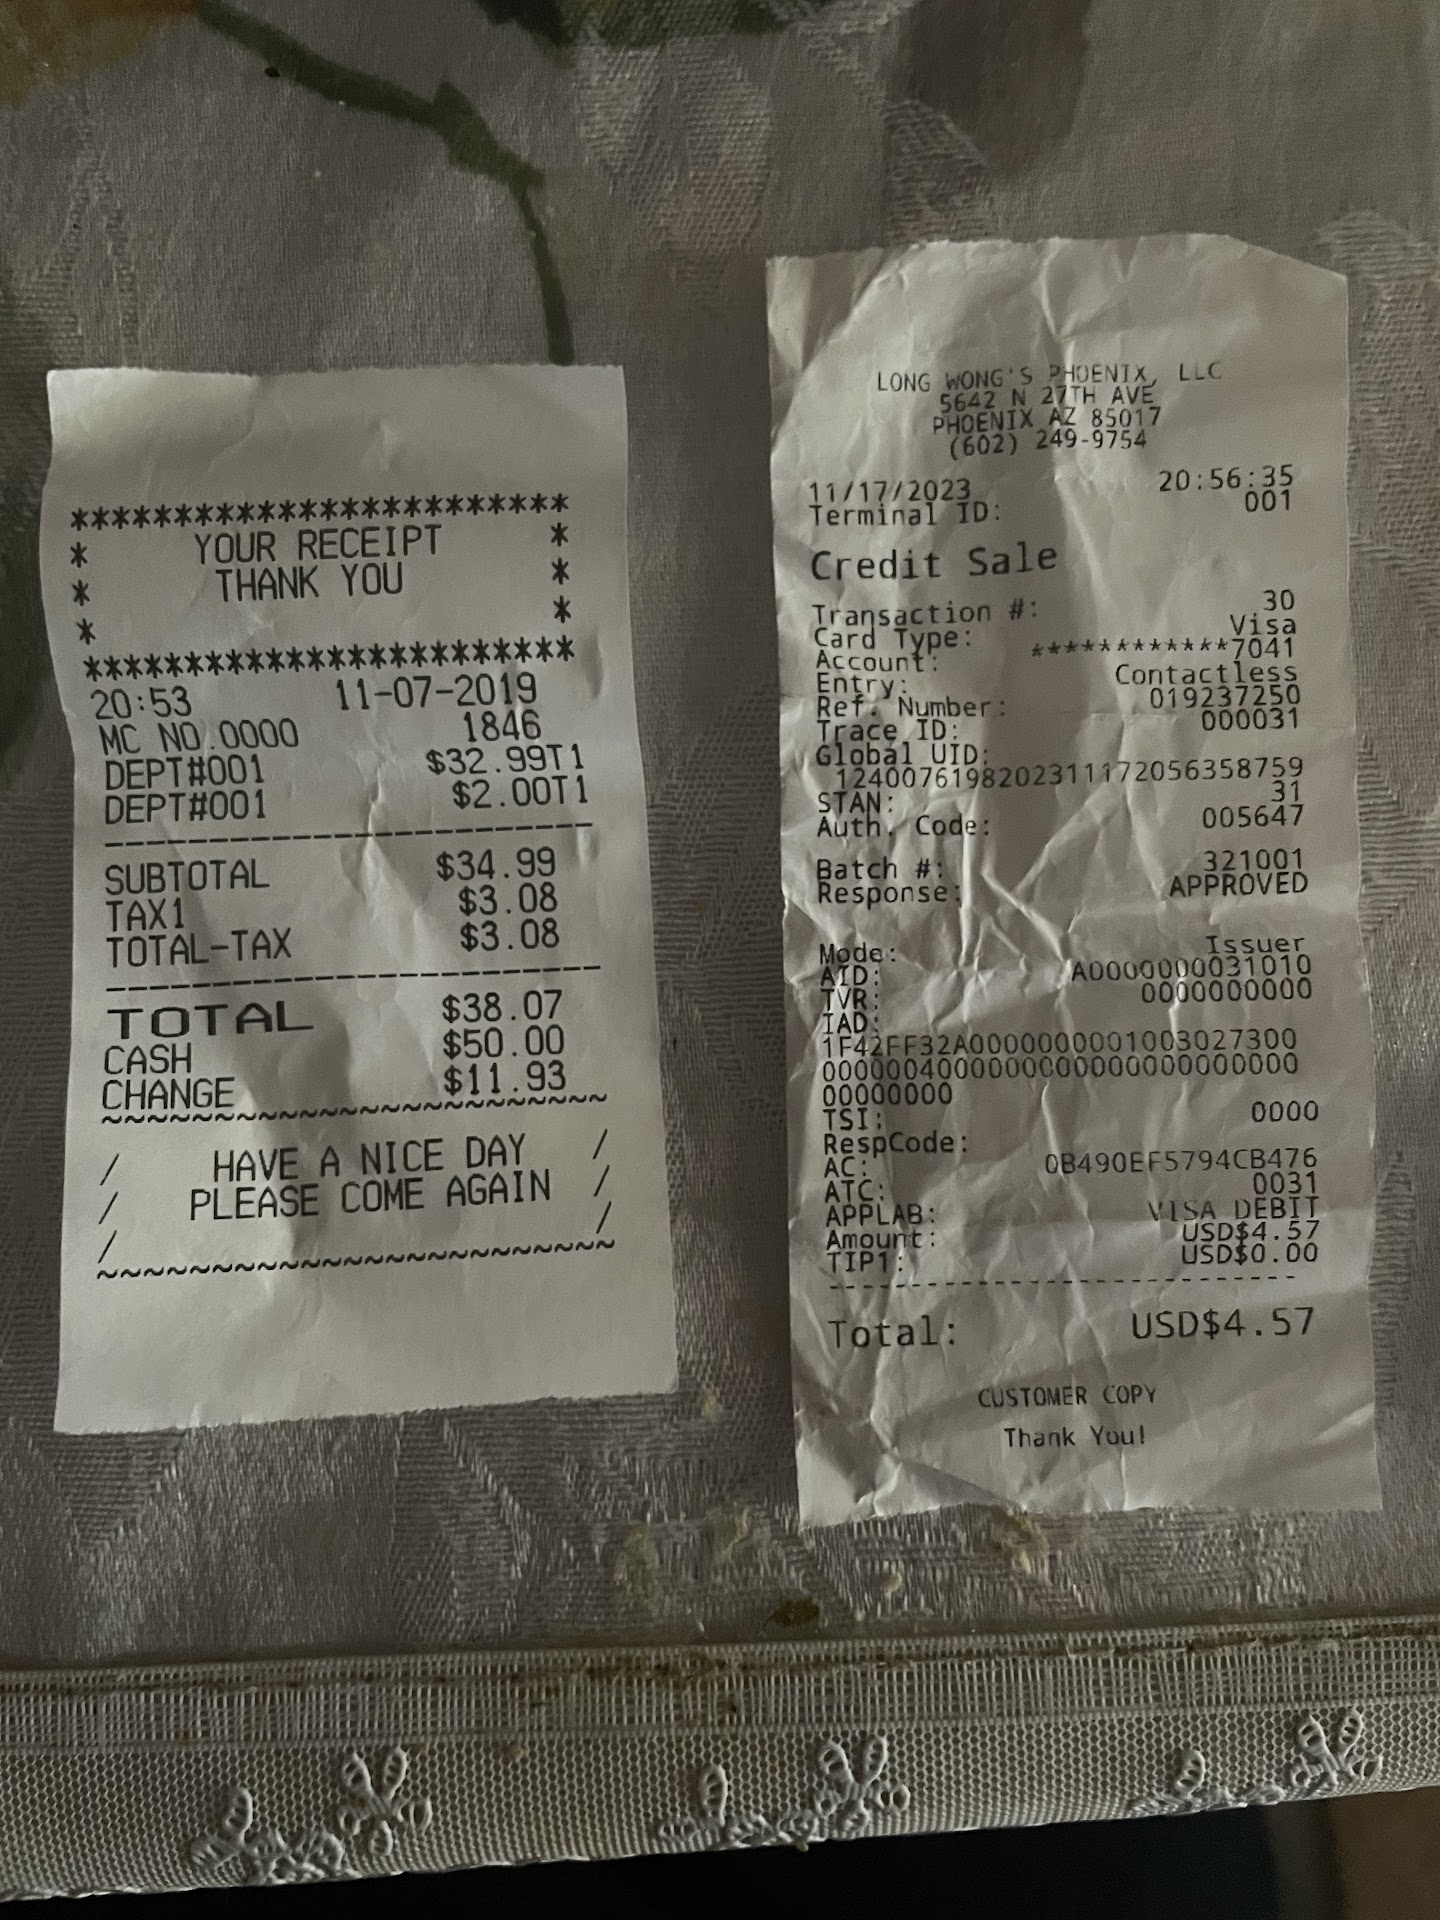 ************************
* YOUR RECEIPT *
* THANK YOU *
* *
************************
20:53 11-07-2019
MC NO.0000 1846
DEPT#001 $32.99T1
DEPT#001 $2.00T1
SUBTOTAL $34.99
TAX1 $3.08
TOTAL-TAX $3.08
TOTAL $38.07
CASH $50.00
CHANGE $11.93
~~~~~~~~~~~~~~~~~~~~~~
/ HAVE A NICE DAY /
/ PLEASE COME AGAIN /
/ /
~~~~~~~~~~~~~~~~~~~~~~
LONG WONG'S PHOENIX, LLC
5642 N 27TH AVE
PHOENIX AZ 85017
(602) 249-9754
11/17/2023 20:56:35
Terminal ID: 001
Credit Sale
Transaction #: 30
Card Type: Visa
Account: ************7041
Entry: Contactless
Ref. Number: 019237250
Trace ID: 000031
Global UID:
1240076198202311172056358759
STAN: 31
Auth. Code: 005647
Batch #: 321001
Response: APPROVED
Mode: Issuer
AID: A0000000031010
TVR: 0000000000
IAD:
1F42FF32A0000000001003027300
0000004000000000000000000000
00000000
TSI: 0000
RespCode:
AC: 0B490EF5794CB476
ATC: 0031
APPLAB: VISA DEBIT
Amount: USD$4.57
TIP1: USD$0.00
Total: USD$4.57
CUSTOMER COPY
Thank You!